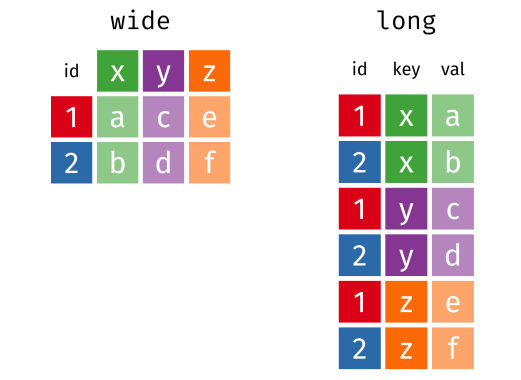 wide
id x y z
1 a c e
2 b d f
long
id key val
1 x a
2 x b
1 y c
2 y d
1 z e
2 z f